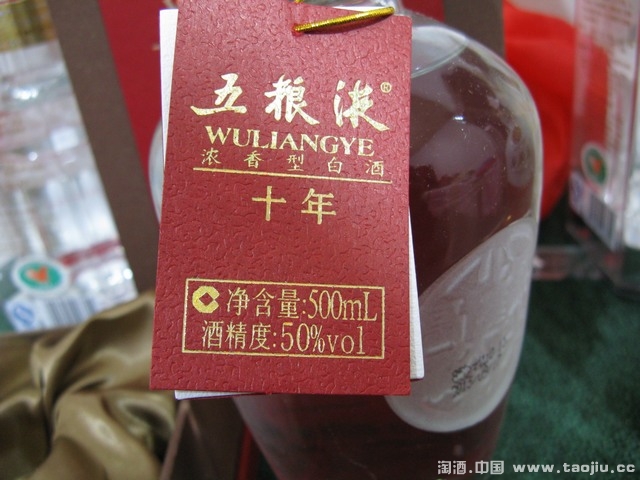 五粮液®
WULIANGYE
浓香型白酒
十年
净含量:500mL
酒精度:50%vol
淘酒.中国 www.taojiu.cc